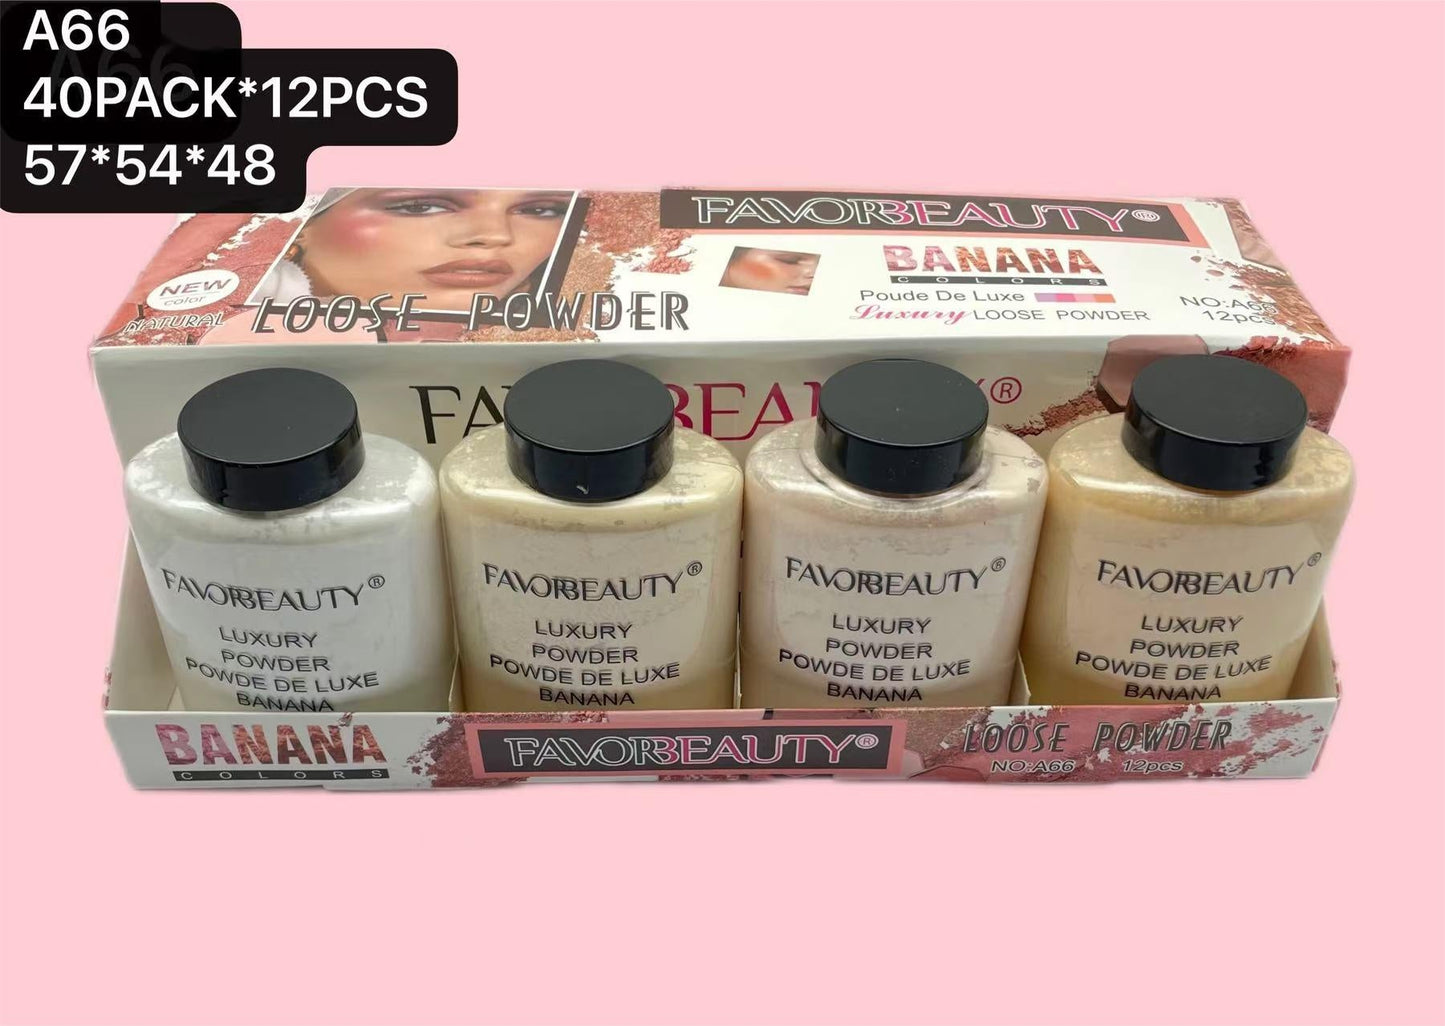 A66
40PACK*12PCS
57*54*48
FAVORBEAUTY®
BANANA
COLORS
Poude De Luxe
Luxury LOOSE POWDER
NO:A66
12pcs
NEW
color
NATURAL
LOOSE POWDER
FAVORBEAUTY®
LUXURY
POWDER
POWDE DE LUXE
BANANA
FAVORBEAUTY®
LUXURY
POWDER
POWDE DE LUXE
BANANA
FAVORBEAUTY®
LUXURY
POWDER
POWDE DE LUXE
BANANA
FAVORBEAUTY®
LUXURY
POWDER
POWDE DE LUXE
BANANA
BANANA
COLORS
FAVORBEAUTY®
LOOSE POWDER
NO:A66 12pcs